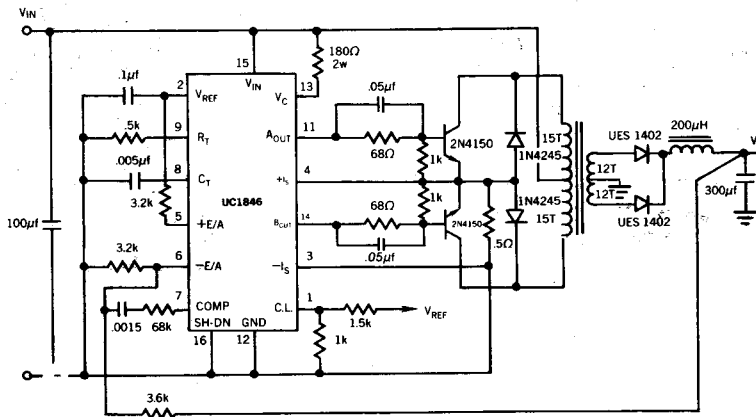 VIN
180Ω
2w
15
VIN
13
VC
.1µf
2
VREF
.05µf
11
AOUT
2N4150
68Ω
1k
.5k
9
RT
.005µf
8
CT
4
+IS
UC1846
3.2k
5
+E/A
100µf
14
BOUT
68Ω
1k
2N4150
.05µf
.5Ω
3.2k
6
−E/A
3
−IS
7
COMP
.0015
68k
SH-DN
GND
C.L.
1
1.5k
VREF
1k
16
12
3.6k
15T
1N4245
1N4245
15T
12T
12T
UES 1402
UES 1402
200µH
V
300µf